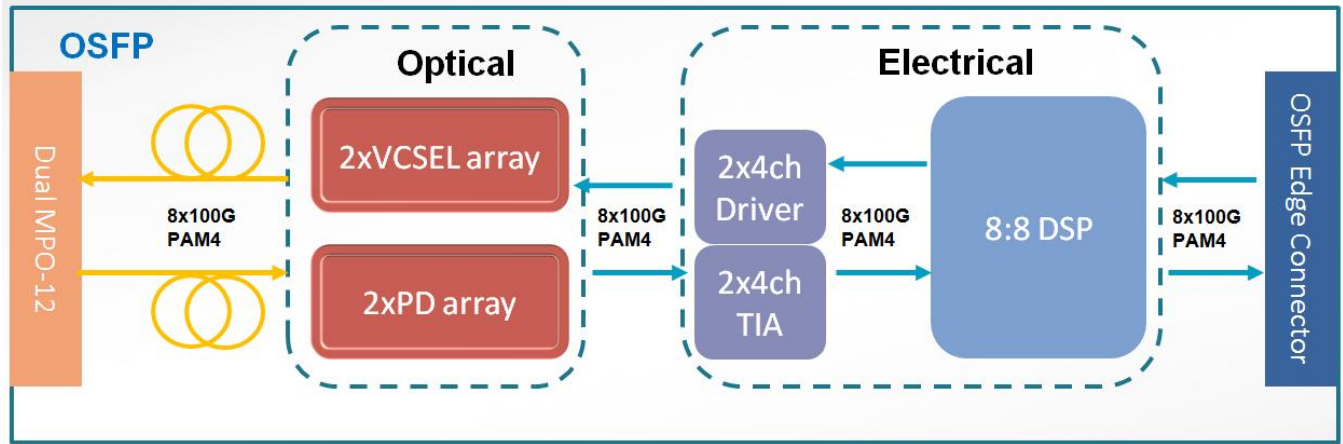 OSFP
Optical
Electrical
Dual MPO-12
8x100G
PAM4
2xVCSEL array
2xPD array
8x100G
PAM4
2x4ch
Driver
2x4ch
TIA
8x100G
PAM4
8:8 DSP
8x100G
PAM4
OSFP Edge Connector